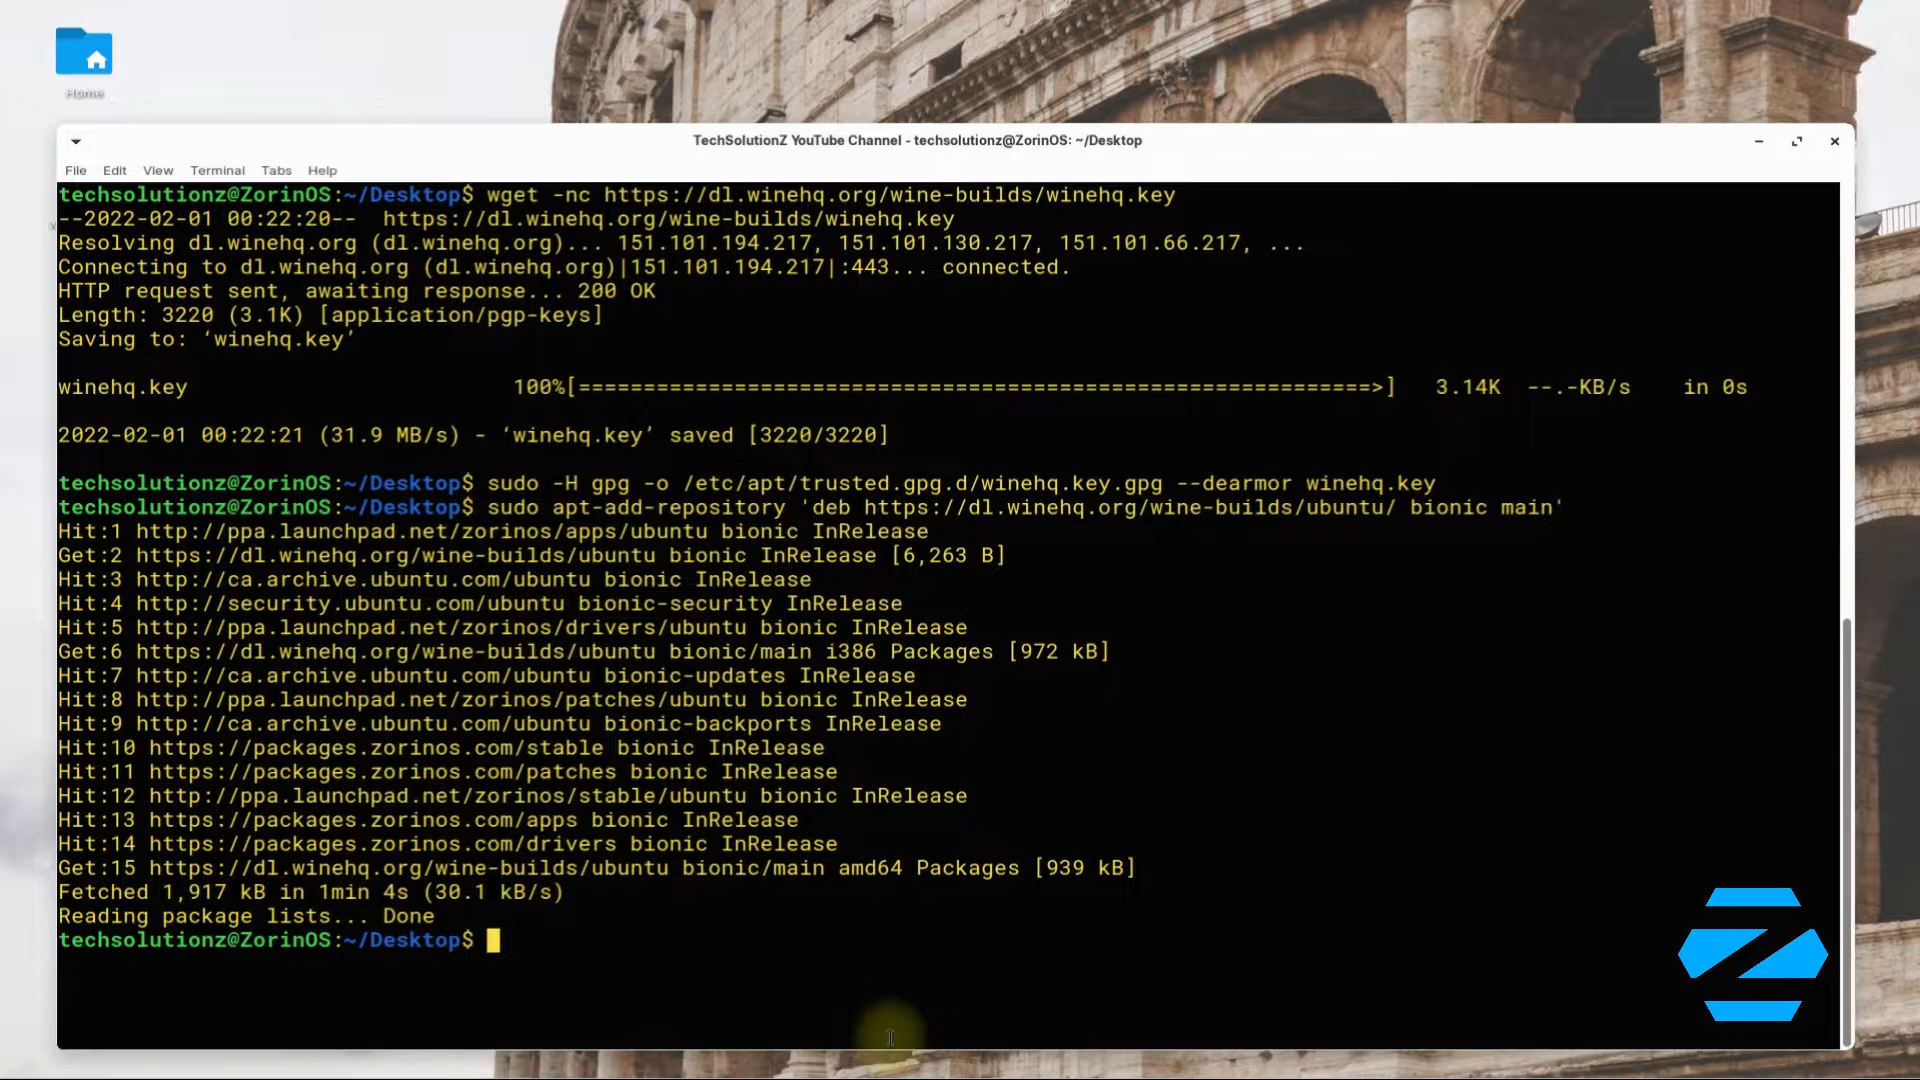 Home
TechSolutionZ YouTube Channel - techsolutionz@ZorinOS: ~/Desktop
File Edit View Terminal Tabs Help
techsolutionz@ZorinOS:~/Desktop$ wget -nc https://dl.winehq.org/wine-builds/winehq.key
--2022-02-01 00:22:20--  https://dl.winehq.org/wine-builds/winehq.key
Resolving dl.winehq.org (dl.winehq.org)... 151.101.194.217, 151.101.130.217, 151.101.66.217, ...
Connecting to dl.winehq.org (dl.winehq.org)|151.101.194.217|:443... connected.
HTTP request sent, awaiting response... 200 OK
Length: 3220 (3.1K) [application/pgp-keys]
Saving to: ‘winehq.key’
winehq.key 100%[=============================================================>] 3.14K --.-KB/s in 0s
2022-02-01 00:22:21 (31.9 MB/s) - ‘winehq.key’ saved [3220/3220]
techsolutionz@ZorinOS:~/Desktop$ sudo -H gpg -o /etc/apt/trusted.gpg.d/winehq.key.gpg --dearmor winehq.key
techsolutionz@ZorinOS:~/Desktop$ sudo apt-add-repository 'deb https://dl.winehq.org/wine-builds/ubuntu/ bionic main'
Hit:1 http://ppa.launchpad.net/zorinos/apps/ubuntu bionic InRelease
Get:2 https://dl.winehq.org/wine-builds/ubuntu bionic InRelease [6,263 B]
Hit:3 http://ca.archive.ubuntu.com/ubuntu bionic InRelease
Hit:4 http://security.ubuntu.com/ubuntu bionic-security InRelease
Hit:5 http://ppa.launchpad.net/zorinos/drivers/ubuntu bionic InRelease
Get:6 https://dl.winehq.org/wine-builds/ubuntu bionic/main i386 Packages [972 kB]
Hit:7 http://ca.archive.ubuntu.com/ubuntu bionic-updates InRelease
Hit:8 http://ppa.launchpad.net/zorinos/patches/ubuntu bionic InRelease
Hit:9 http://ca.archive.ubuntu.com/ubuntu bionic-backports InRelease
Hit:10 https://packages.zorinos.com/stable bionic InRelease
Hit:11 https://packages.zorinos.com/patches bionic InRelease
Hit:12 http://ppa.launchpad.net/zorinos/stable/ubuntu bionic InRelease
Hit:13 https://packages.zorinos.com/apps bionic InRelease
Hit:14 https://packages.zorinos.com/drivers bionic InRelease
Get:15 https://dl.winehq.org/wine-builds/ubuntu bionic/main amd64 Packages [939 kB]
Fetched 1,917 kB in 1min 4s (30.1 kB/s)
Reading package lists... Done
techsolutionz@ZorinOS:~/Desktop$